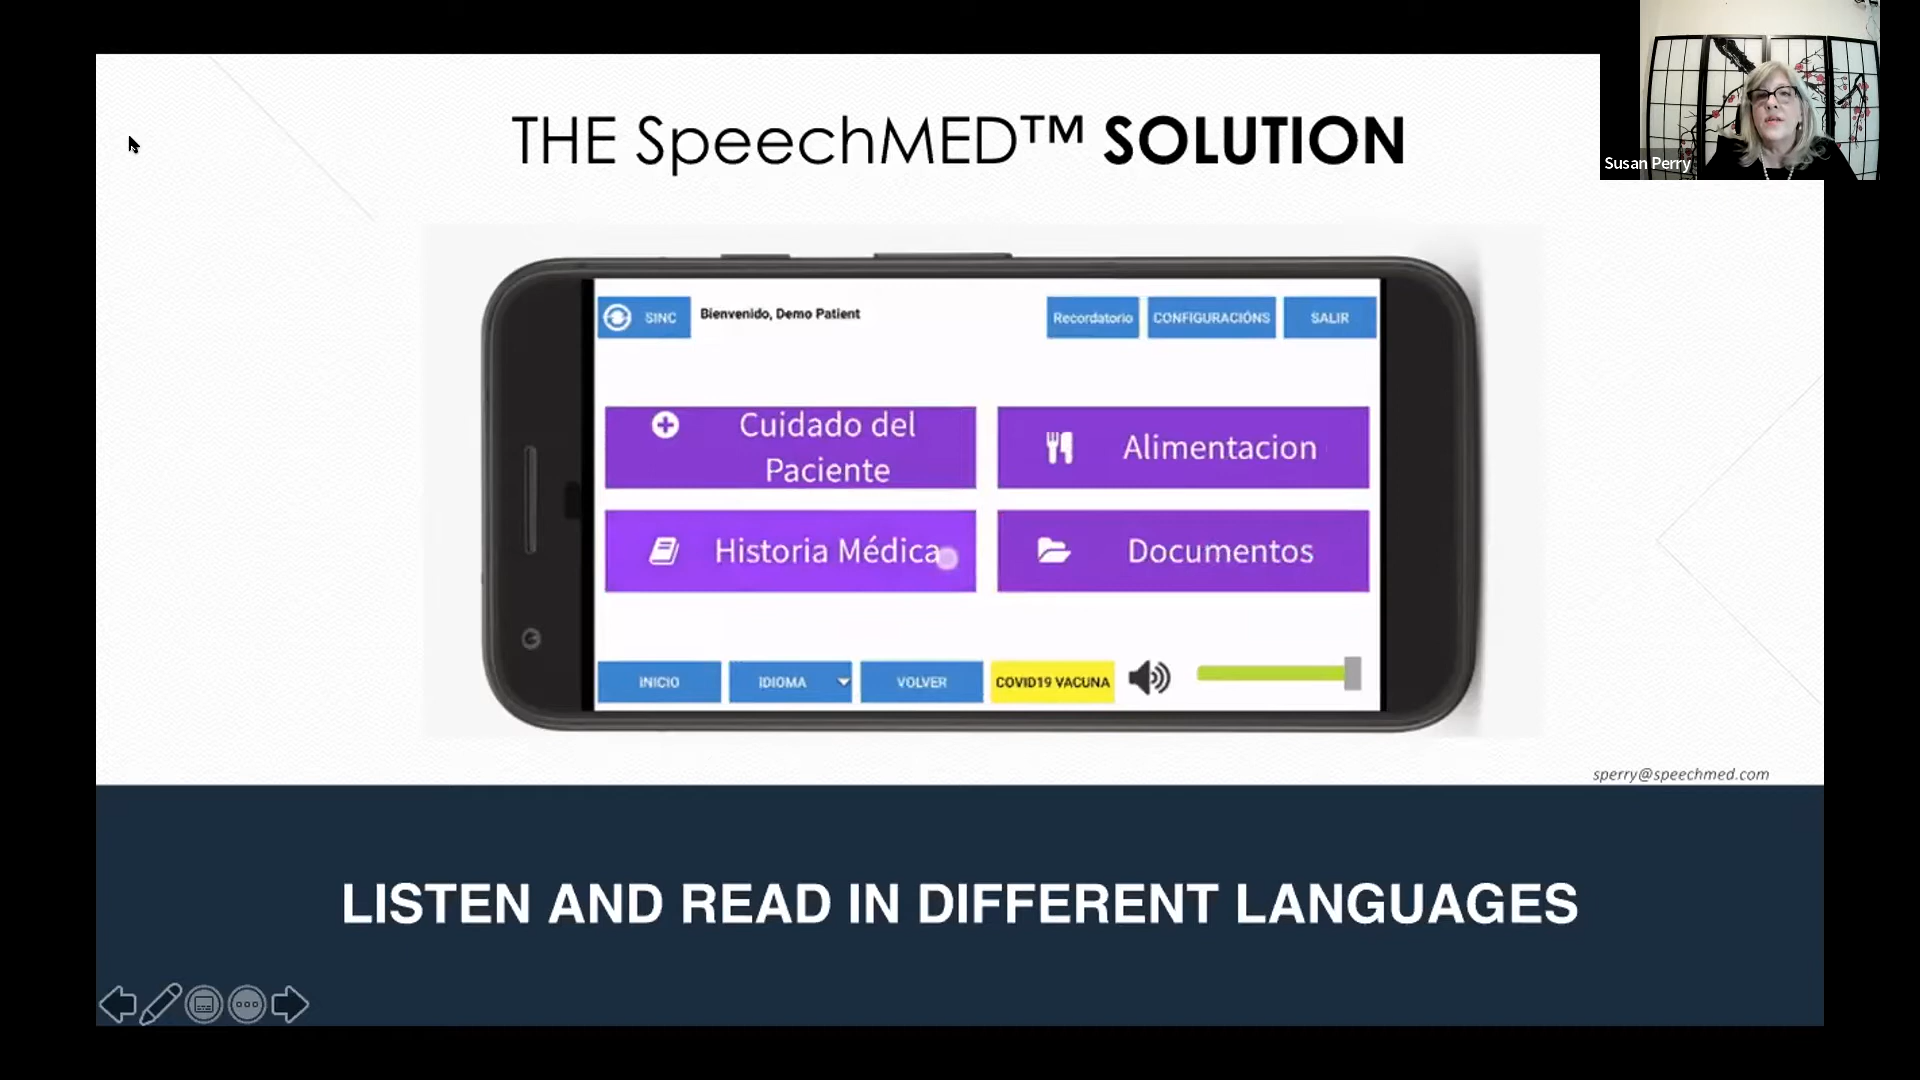 THE SpeechMED™ SOLUTION
Susan Perry
SINC
Bienvenido, Demo Patient
Recordatorio
CONFIGURACIÓNS
SALIR
Cuidado del
Paciente
Alimentacion
Historia Médica
Documentos
INICIO
IDIOMA
VOLVER
COVID19 VACUNA
sperry@speechmed.com
LISTEN AND READ IN DIFFERENT LANGUAGES